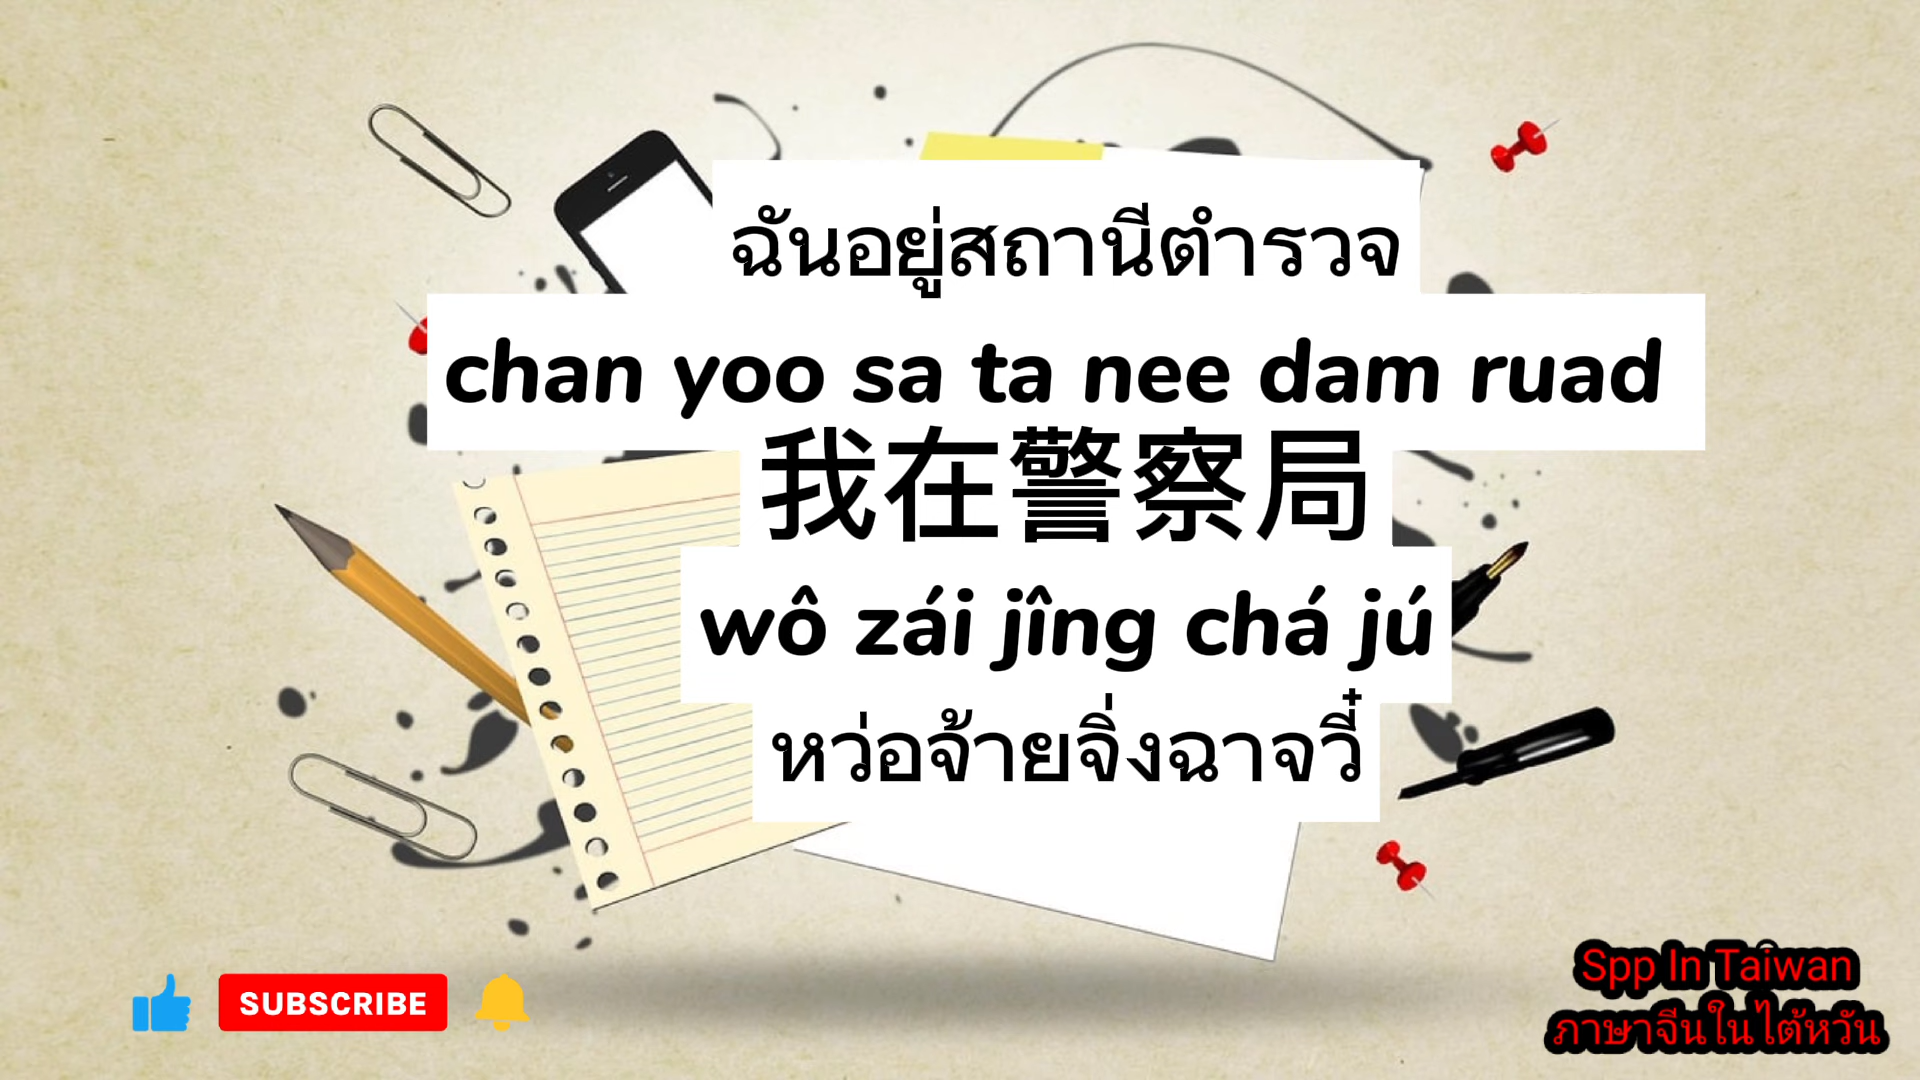 ฉันอยู่สถานีตำรวจ
chan yoo sa ta nee dam ruad
我在警察局
wô zái jîng chá jú
หว่อจ้ายจิ่งฉาจวี๋
SUBSCRIBE
Spp In Taiwan
ภาษาจีนในไต้หวัน